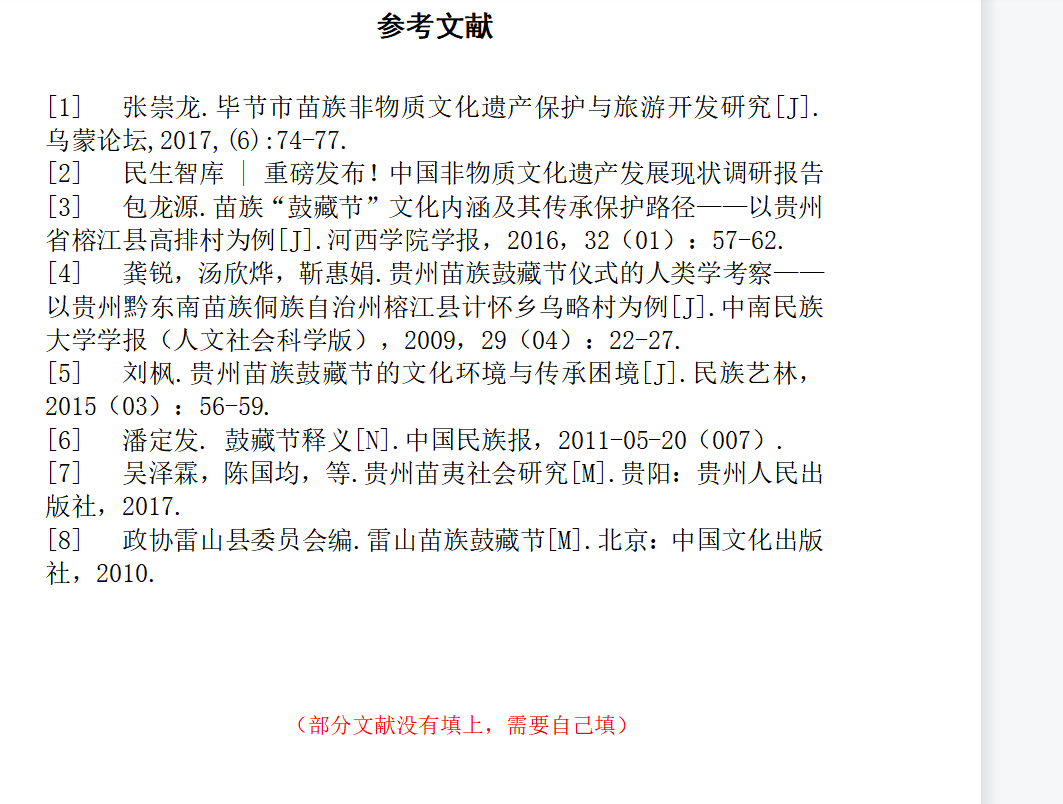 参考文献
[1] 张崇龙.毕节市苗族非物质文化遗产保护与旅游开发研究[J].
乌蒙论坛,2017,(6):74-77.
[2] 民生智库 | 重磅发布！中国非物质文化遗产发展现状调研报告
[3] 包龙源.苗族“鼓藏节”文化内涵及其传承保护路径——以贵州
省榕江县高排村为例[J].河西学院学报，2016，32（01）：57-62.
[4] 龚锐，汤欣烨，靳惠娟.贵州苗族鼓藏节仪式的人类学考察——
以贵州黔东南苗族侗族自治州榕江县计怀乡乌略村为例[J].中南民族
大学学报（人文社会科学版），2009，29（04）：22-27.
[5] 刘枫.贵州苗族鼓藏节的文化环境与传承困境[J].民族艺林，
2015（03）：56-59.
[6] 潘定发. 鼓藏节释义[N].中国民族报，2011-05-20（007）.
[7] 吴泽霖，陈国均，等.贵州苗夷社会研究[M].贵阳：贵州人民出
版社，2017.
[8] 政协雷山县委员会编.雷山苗族鼓藏节[M].北京：中国文化出版
社，2010.
（部分文献没有填上，需要自己填）